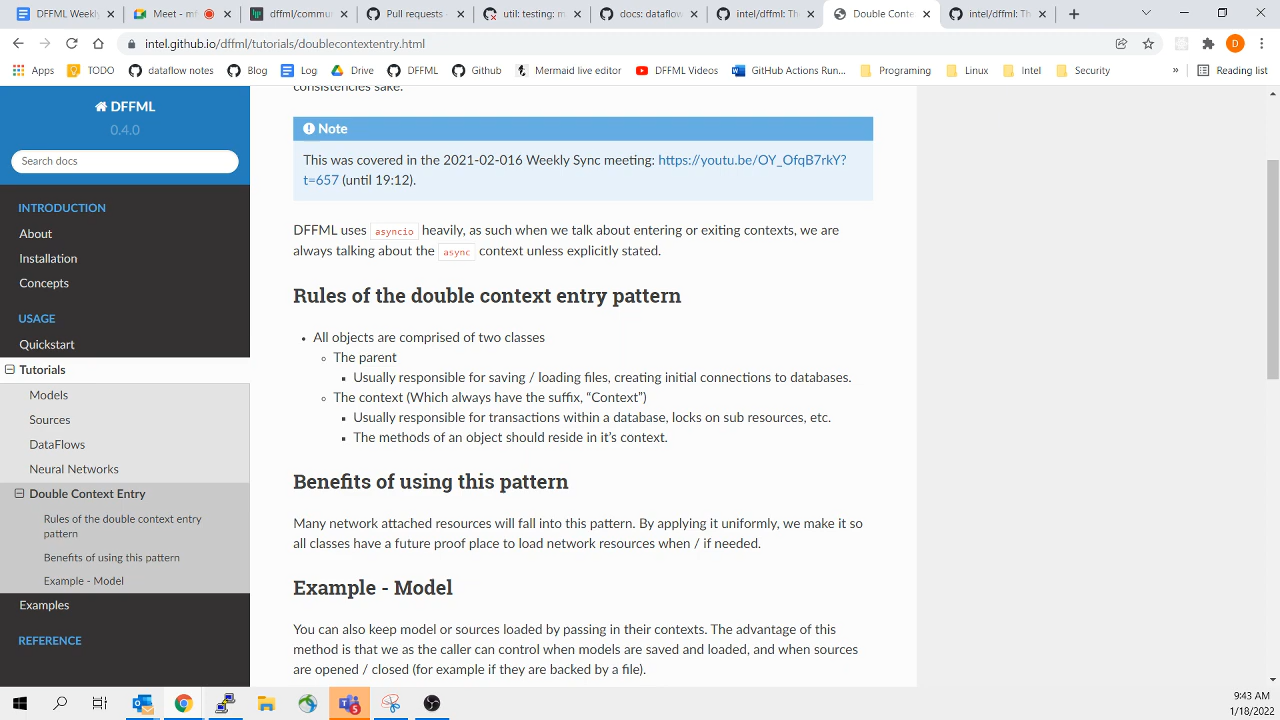 DFFML Weekly
Meet - mf
dffml/commun
Pull requests
util: testing: m
docs: dataflow
intel/dffml: Th
Double Conte
intel/dffml: Th
intel.github.io/dffml/tutorials/doublecontextentry.html
D
Apps
TODO
dataflow notes
Blog
Log
Drive
DFFML
Github
Mermaid live editor
DFFML Videos
GitHub Actions Run...
Programing
Linux
Intel
Security
»
Reading list
DFFML
0.4.0
Search docs
INTRODUCTION
About
Installation
Concepts
USAGE
Quickstart
Tutorials
Models
Sources
DataFlows
Neural Networks
Double Context Entry
Rules of the double context entry
pattern
Benefits of using this pattern
Example - Model
Examples
REFERENCE
consistencies sake.
Note
This was covered in the 2021-02-016 Weekly Sync meeting: https://youtu.be/OY_OfqB7rkY?
t=657 (until 19:12).
DFFML uses asyncio heavily, as such when we talk about entering or exiting contexts, we are
always talking about the async context unless explicitly stated.
Rules of the double context entry pattern
• All objects are comprised of two classes
◦ The parent
▪ Usually responsible for saving / loading files, creating initial connections to databases.
◦ The context (Which always have the suffix, “Context”)
▪ Usually responsible for transactions within a database, locks on sub resources, etc.
▪ The methods of an object should reside in it's context.
Benefits of using this pattern
Many network attached resources will fall into this pattern. By applying it uniformly, we make it so
all classes have a future proof place to load network resources when / if needed.
Example - Model
You can also keep model or sources loaded by passing in their contexts. The advantage of this
method is that we as the caller can control when models are saved and loaded, and when sources
are opened / closed (for example if they are backed by a file).
9:43 AM
1/18/2022